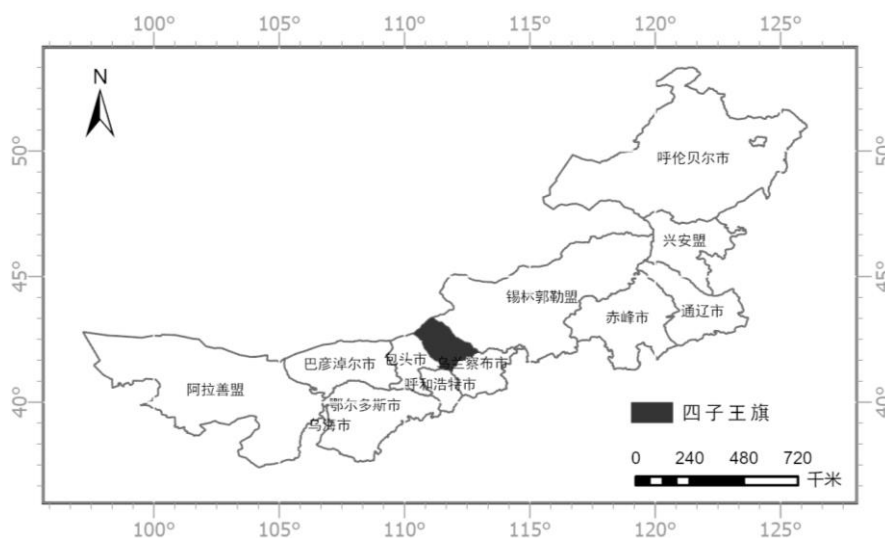 100° 105° 110° 115° 120° 125°
N
50° 50°
呼伦贝尔市
兴安盟
45° 45°
锡林郭勒盟
赤峰市
通辽市
包头市
乌兰察布市
巴彦淖尔市
呼和浩特市
阿拉善盟
40° 40°
鄂尔多斯市
四子王旗
乌海市
0 240 480 720
千米
100° 105° 110° 115° 120° 125°